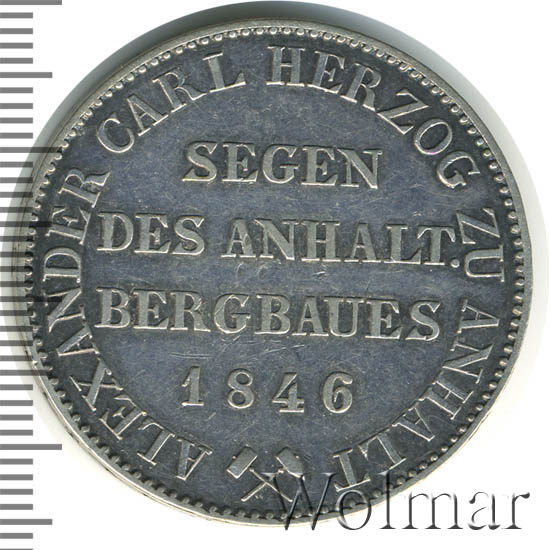 ALEXANDER CARL HERZOG ZU ANHALT
SEGEN
DES ANHALT.
BERGBAUES
1846
Wolmar